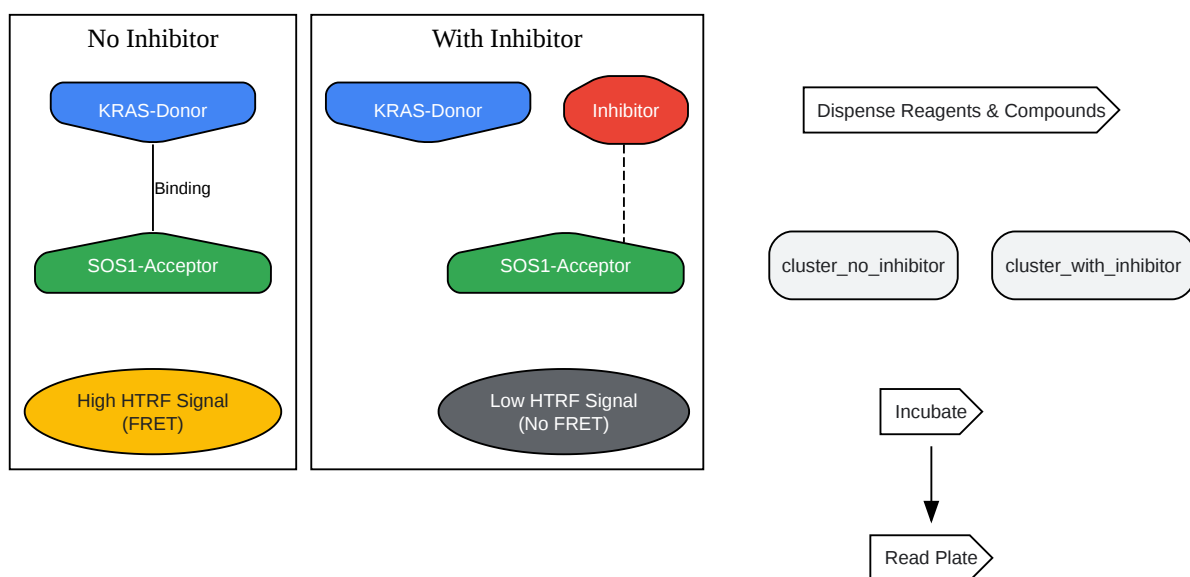 No Inhibitor
KRAS-Donor
Binding
SOS1-Acceptor
High HTRF Signal
(FRET)
With Inhibitor
KRAS-Donor
Inhibitor
SOS1-Acceptor
Low HTRF Signal
(No FRET)
Dispense Reagents & Compounds
cluster_no_inhibitor
cluster_with_inhibitor
Incubate
Read Plate